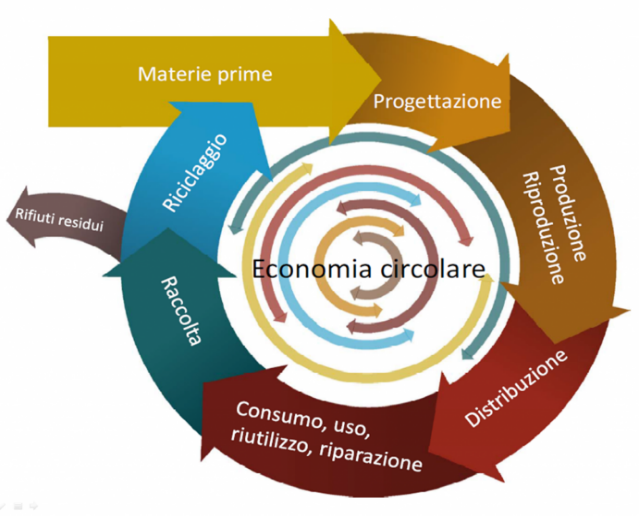 Materie prime
Progettazione
Produzione
Riproduzione
Distribuzione
Consumo, uso,
riutilizzo, riparazione
Raccolta
Riciclaggio
Rifiuti residui
Economia circolare